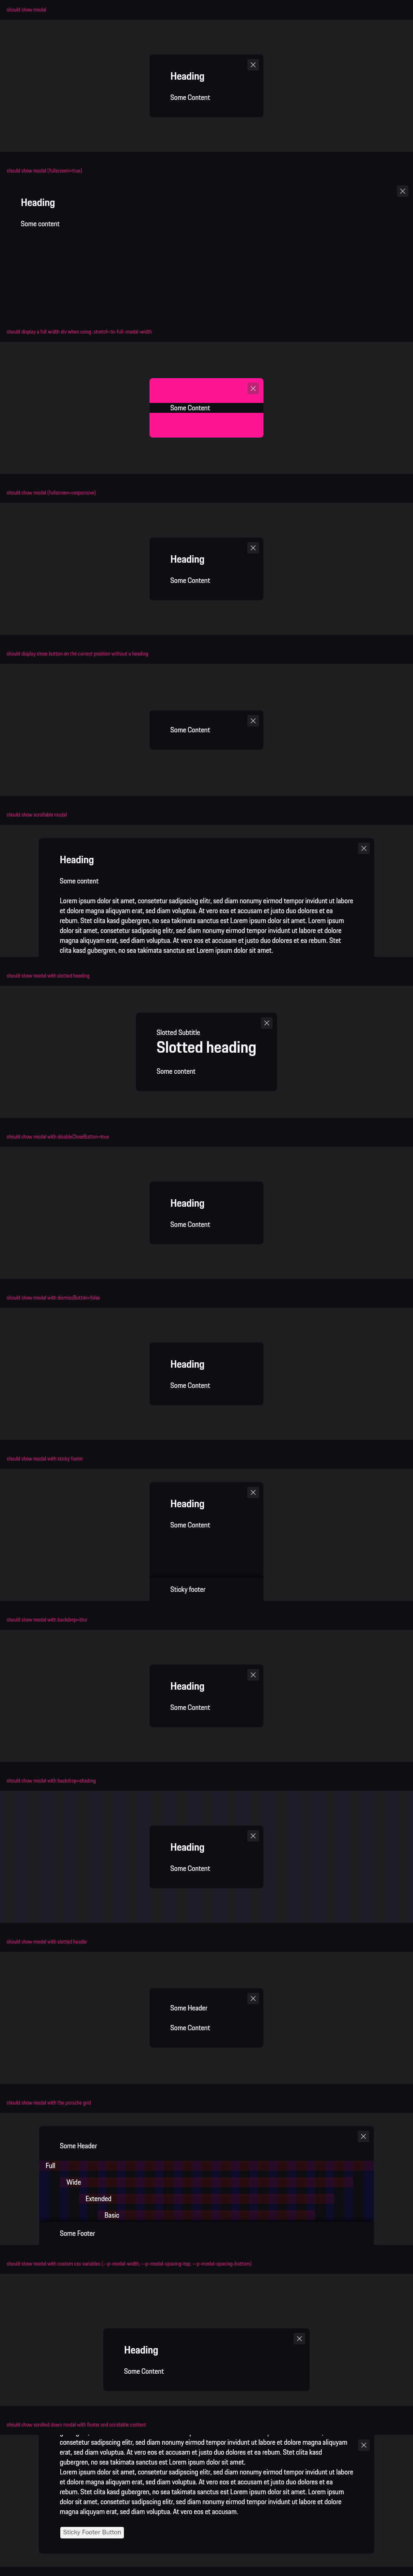 should show modal
Heading
Some Content
should show modal (fullscreen=true)
Heading
Some content
should display a full width div when using .stretch-to-full-modal-width
Some Content
should show modal (fullscreen=responsive)
Heading
Some Content
should display close button on the correct position without a heading
Some Content
should show scrollable modal
Heading
Some content
Lorem ipsum dolor sit amet, consetetur sadipscing elitr, sed diam nonumy eirmod tempor invidunt ut labore
et dolore magna aliquyam erat, sed diam voluptua. At vero eos et accusam et justo duo dolores et ea
rebum. Stet clita kasd gubergren, no sea takimata sanctus est Lorem ipsum dolor sit amet. Lorem ipsum
dolor sit amet, consetetur sadipscing elitr, sed diam nonumy eirmod tempor invidunt ut labore et dolore
magna aliquyam erat, sed diam voluptua. At vero eos et accusam et justo duo dolores et ea rebum. Stet
clita kasd gubergren, no sea takimata sanctus est Lorem ipsum dolor sit amet.
should show modal with slotted heading
Slotted Subtitle
Slotted heading
Some content
should show modal with disableCloseButton=true
Heading
Some Content
should show modal with dismissButton=false
Heading
Some Content
should show modal with sticky footer
Heading
Some Content
Sticky footer
should show modal with backdrop=blur
Heading
Some Content
should show modal with backdrop=shading
Heading
Some Content
should show modal with slotted header
Some Header
Some Content
should show modal with the porsche grid
Some Header
Full
Wide
Extended
Basic
Some Footer
should show modal with custom css variables (--p-modal-width, --p-modal-spacing-top, --p-modal-spacing-bottom)
Heading
Some Content
should show scrolled down modal with footer and scrollable content
consetetur sadipscing elitr, sed diam nonumy eirmod tempor invidunt ut labore et dolore magna aliquyam
erat, sed diam voluptua. At vero eos et accusam et justo duo dolores et ea rebum. Stet clita kasd
gubergren, no sea takimata sanctus est Lorem ipsum dolor sit amet.
Lorem ipsum dolor sit amet, consetetur sadipscing elitr, sed diam nonumy eirmod tempor invidunt ut labore
et dolore magna aliquyam erat, sed diam voluptua. At vero eos et accusam et justo duo dolores et ea
rebum. Stet clita kasd gubergren, no sea takimata sanctus est Lorem ipsum dolor sit amet. Lorem ipsum
dolor sit amet, consetetur sadipscing elitr, sed diam nonumy eirmod tempor invidunt ut labore et dolore
magna aliquyam erat, sed diam voluptua. At vero eos et accusam.
Sticky Footer Button